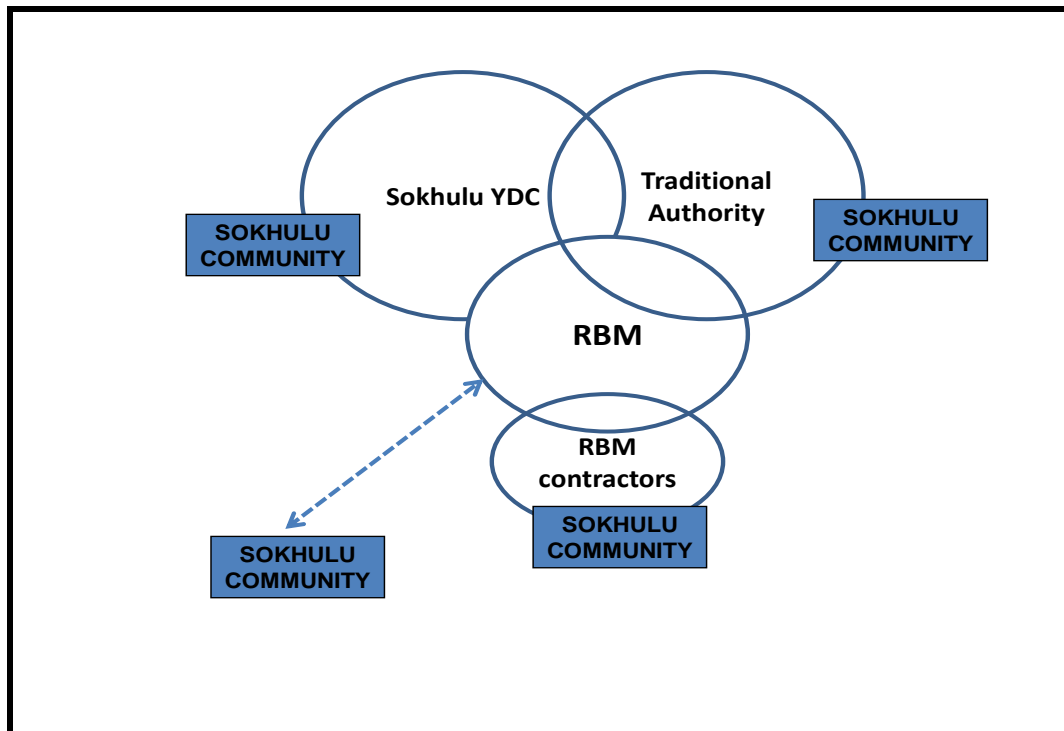 Sokhulu YDC
Traditional
Authority
SOKHULU
COMMUNITY
SOKHULU
COMMUNITY
RBM
RBM
contractors
SOKHULU
COMMUNITY
SOKHULU
COMMUNITY